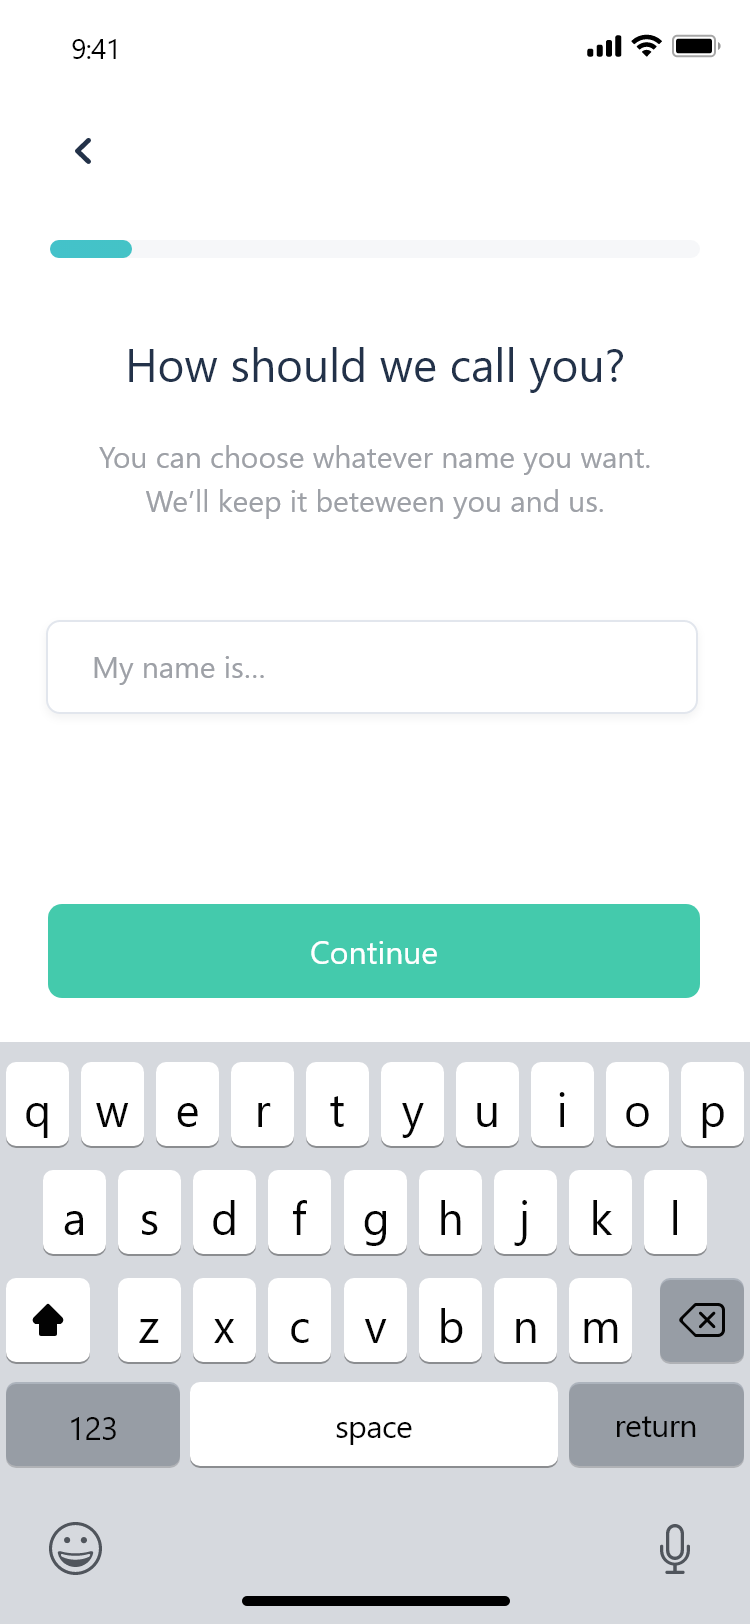 9:41
How should we call you?
You can choose whatever name you want.
We’ll keep it beteween you and us.
My name is...
Continue
q w e r t y u i o p
a s d f g h j k l
z x c v b n m
123 space return